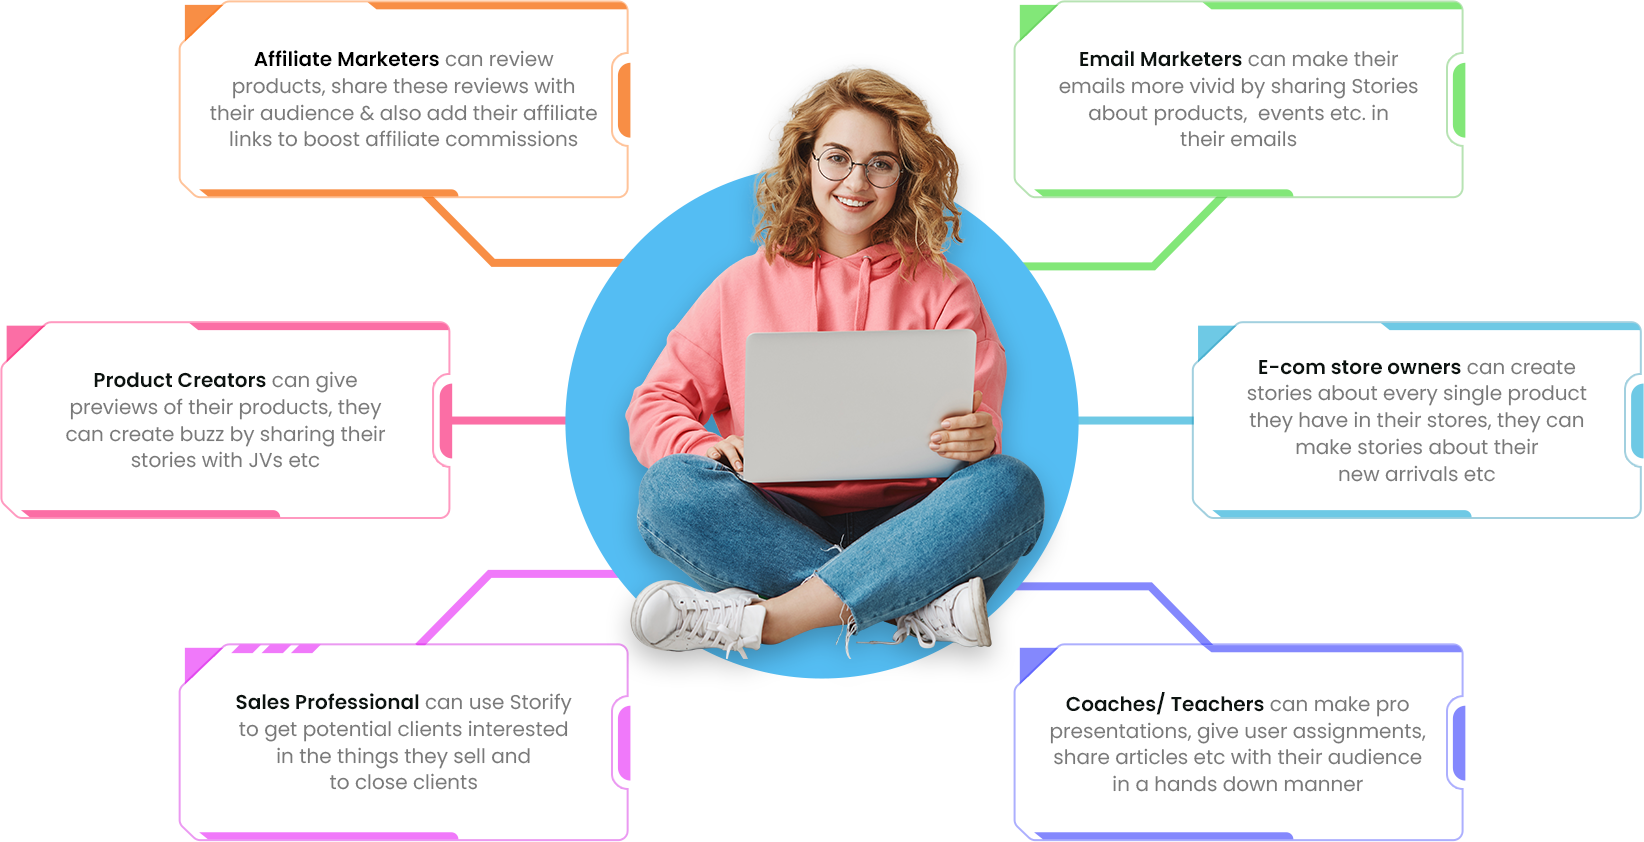 Affiliate Marketers can review
products, share these reviews with
their audience & also add their affiliate
links to boost affiliate commissions
Email Marketers can make their
emails more vivid by sharing Stories
about products, events etc. in
their emails
Product Creators can give
previews of their products, they
can create buzz by sharing their
stories with JVs etc
E-com store owners can create
stories about every single product
they have in their stores, they can
make stories about their
new arrivals etc
Sales Professional can use Storify
to get potential clients interested
in the things they sell and
to close clients
Coaches/ Teachers can make pro
presentations, give user assignments,
share articles etc with their audience
in a hands down manner